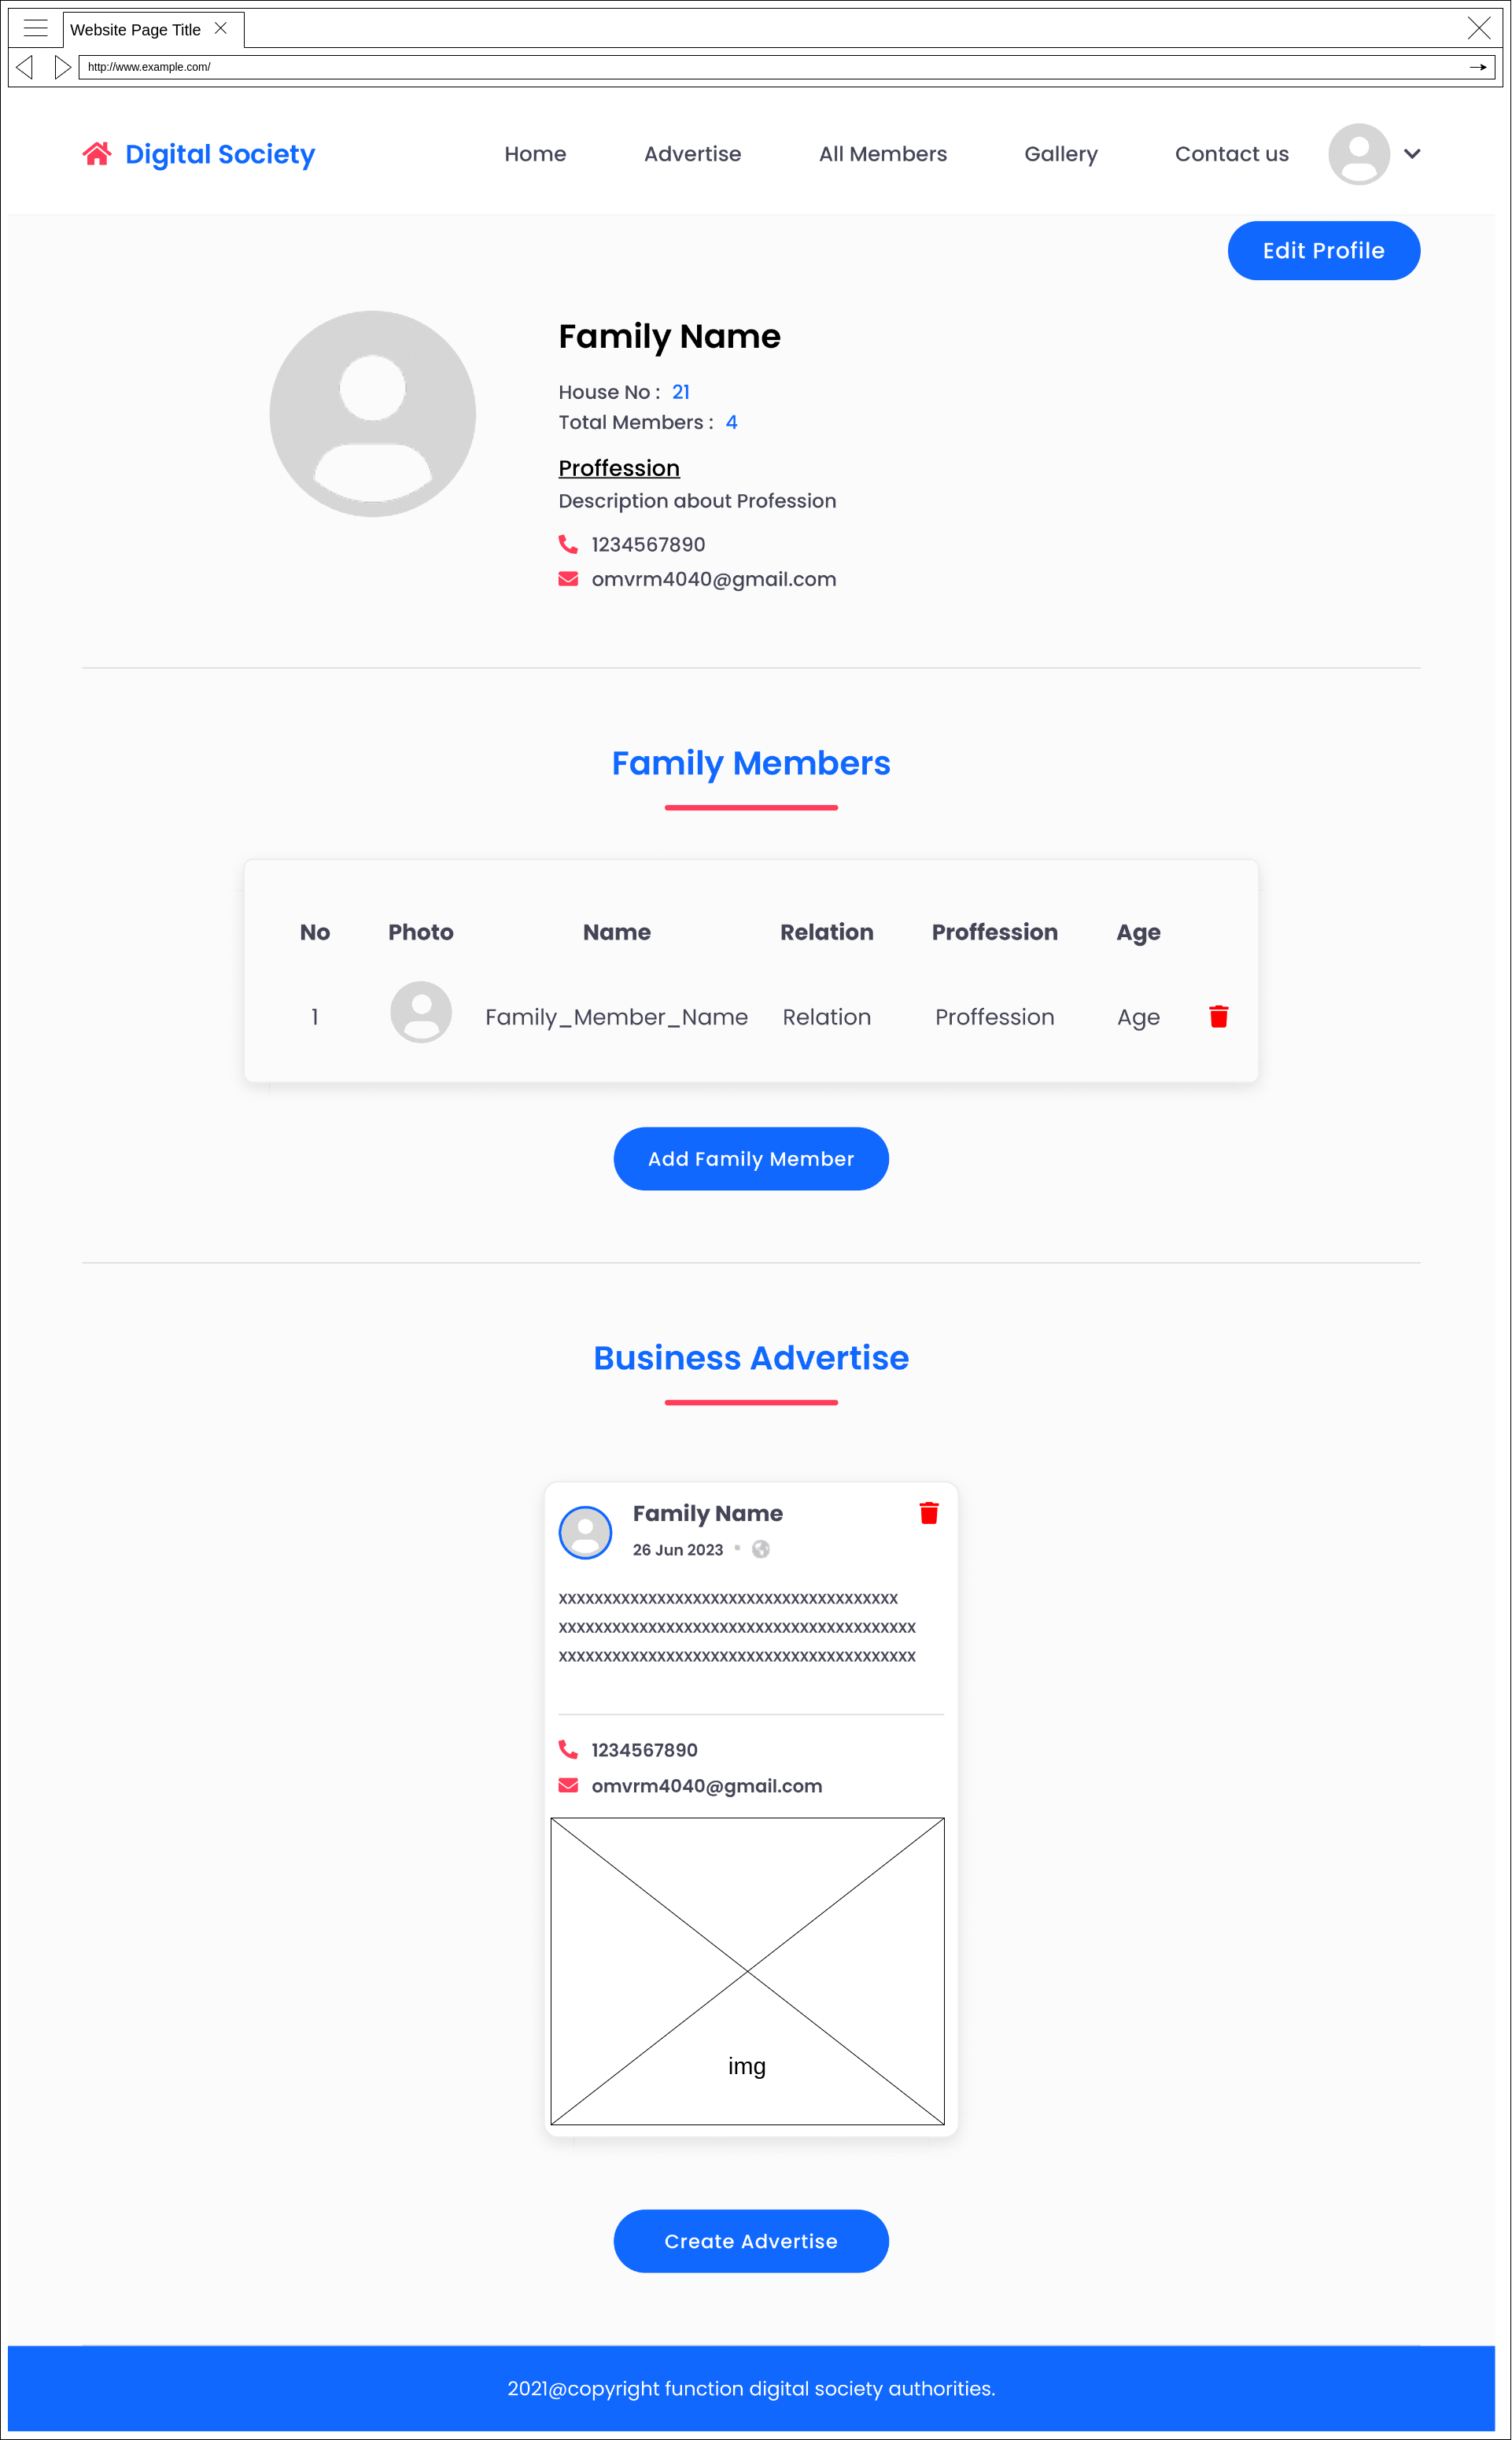 Website Page Title
http://www.example.com/
Digital Society Home Advertise All Members Gallery Contact us
Edit Profile
Family Name
House No : 21
Total Members : 4
Proffession
Description about Profession
1234567890
omvrm4040@gmail.com
Family Members
No Photo Name Relation Proffession Age
1 Family_Member_Name Relation Proffession Age
Add Family Member
Business Advertise
Family Name
26 Jun 2023
xxxxxxxxxxxxxxxxxxxxxxxxxxxxxxxxxxxxxx
xxxxxxxxxxxxxxxxxxxxxxxxxxxxxxxxxxxxxxxx
xxxxxxxxxxxxxxxxxxxxxxxxxxxxxxxxxxxxxxxx
1234567890
omvrm4040@gmail.com
img
Create Advertise
2021@copyright function digital society authorities.